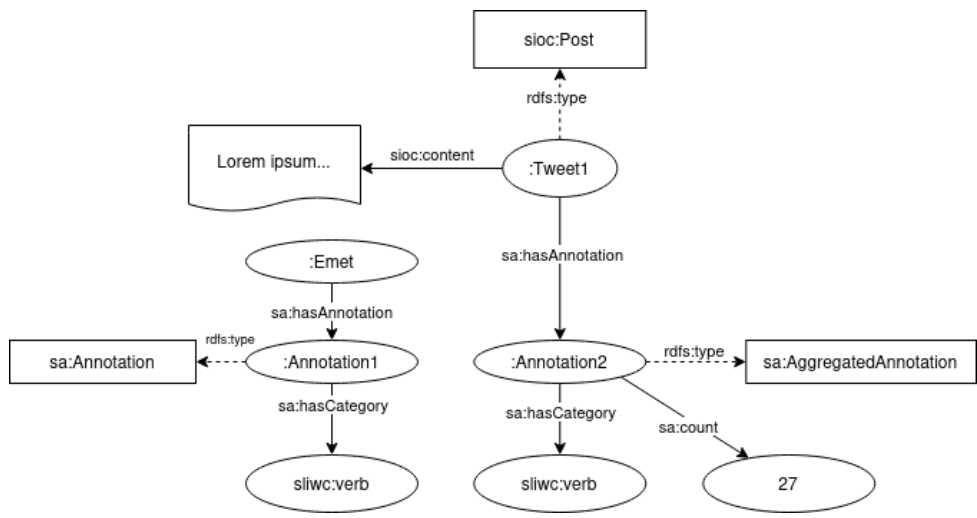 sioc:Post
rdfs:type
Lorem ipsum...
sioc:content
:Tweet1
:Emet
sa:hasAnnotation
sa:hasAnnotation
sa:Annotation
rdfs:type
:Annotation1
:Annotation2
rdfs:type
sa:AggregatedAnnotation
sa:hasCategory
sa:hasCategory
sa:count
sliwc:verb
sliwc:verb
27